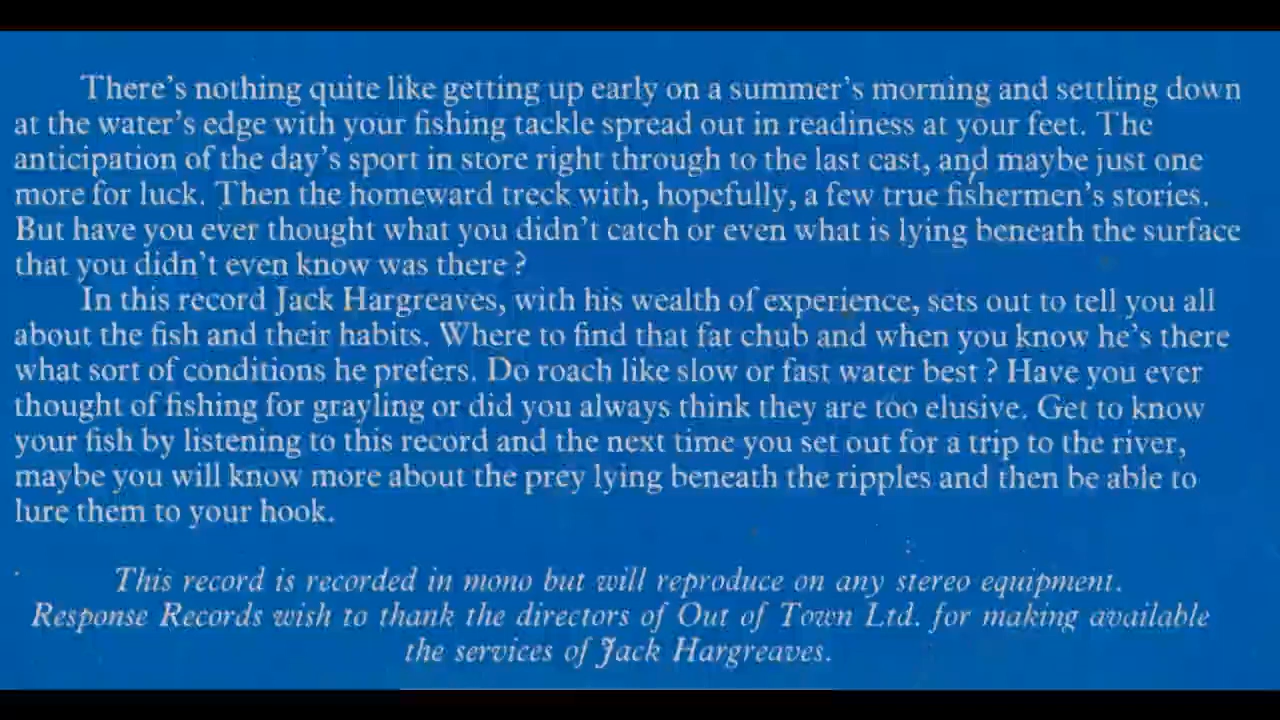 There's nothing quite like getting up early on a summer's morning and settling down
at the water's edge with your fishing tackle spread out in readiness at your feet. The
anticipation of the day's sport in store right through to the last cast, and maybe just one
more for luck. Then the homeward treck with, hopefully, a few true fishermen's stories.
But have you ever thought what you didn't catch or even what is lying beneath the surface
that you didn't even know was there ?
In this record Jack Hargreaves, with his wealth of experience, sets out to tell you all
about the fish and their habits. Where to find that fat chub and when you know he's there
what sort of conditions he prefers. Do roach like slow or fast water best ? Have you ever
thought of fishing for grayling or did you always think they are too elusive. Get to know
your fish by listening to this record and the next time you set out for a trip to the river,
maybe you will know more about the prey lying beneath the ripples and then be able to
lure them to your hook.
This record is recorded in mono but will reproduce on any stereo equipment.
Response Records wish to thank the directors of Out of Town Ltd. for making available
the services of Jack Hargreaves.